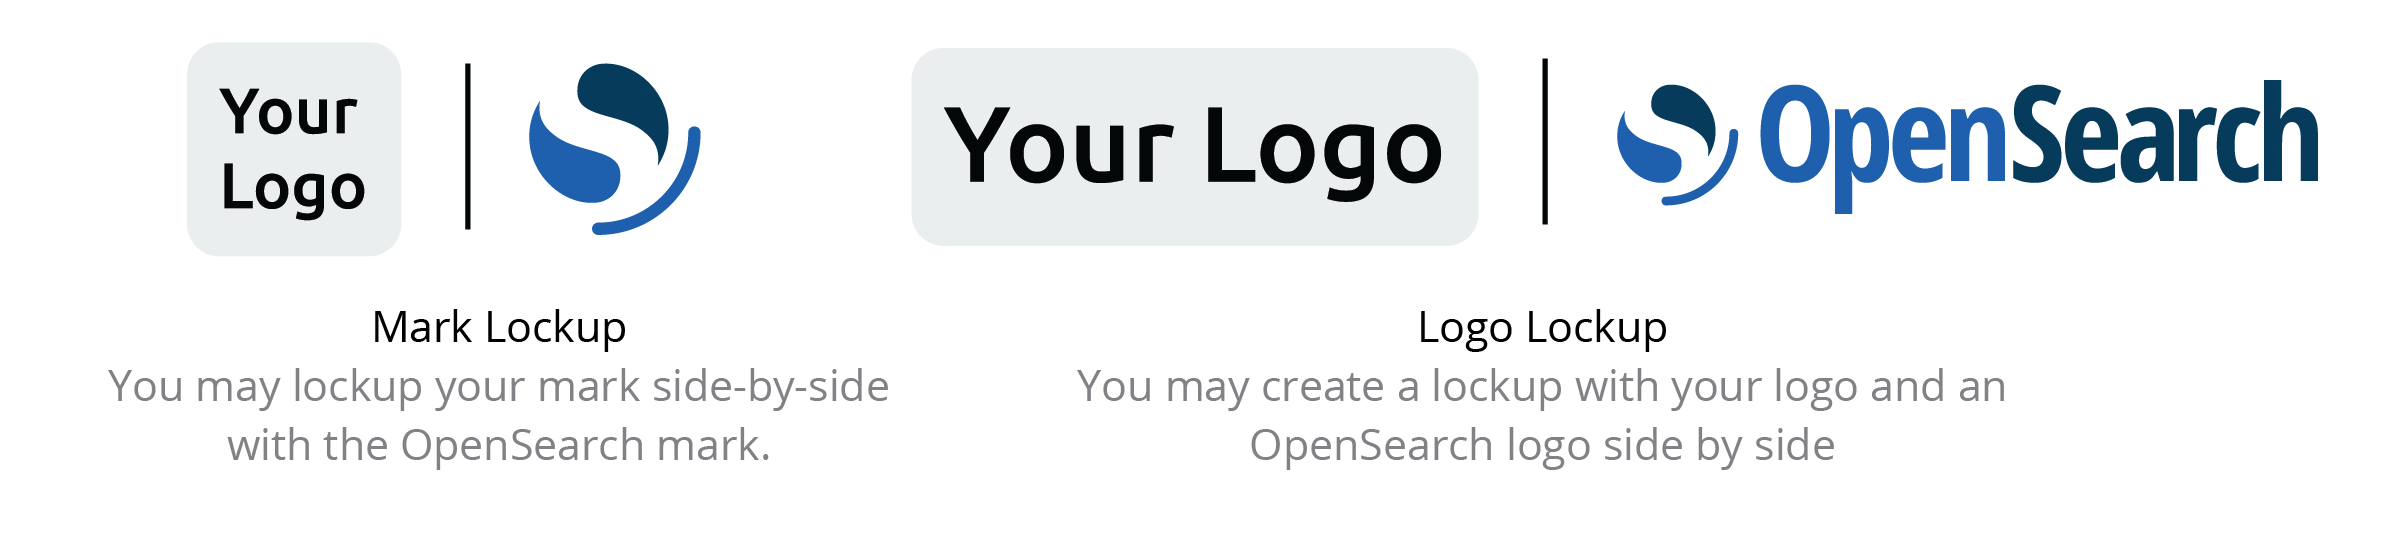 Your
Logo
Your Logo
OpenSearch
Mark Lockup
You may lockup your mark side-by-side
with the OpenSearch mark.
Logo Lockup
You may create a lockup with your logo and an
OpenSearch logo side by side